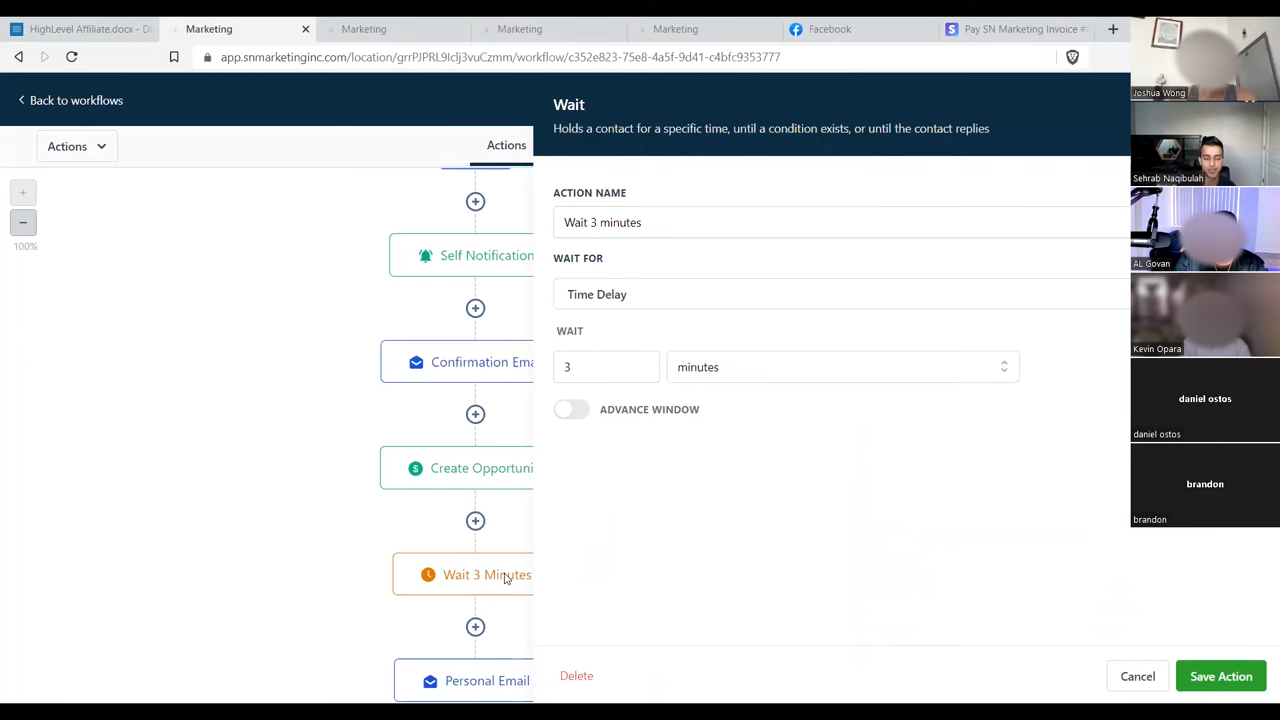 HighLevel Affiliate.docx - D
Marketing
Marketing
Marketing
Marketing
Facebook
Pay SN Marketing Invoice #
app.snmarketinginc.com/location/grrPJPRL9Iclj3vuCzmm/workflow/c352e823-75e8-4a5f-9d41-c4bfc9353777
Back to workflows
Actions
Actions
100%
Self Notification
Confirmation Ema
Create Opportuni
Wait 3 Minutes
Personal Email
Wait
Holds a contact for a specific time, until a condition exists, or until the contact replies
ACTION NAME
Wait 3 minutes
WAIT FOR
Time Delay
WAIT
3
minutes
ADVANCE WINDOW
Delete
Cancel
Save Action
Joshua Wong
Sehrab Naqibulah
AL Govan
Kevin Opara
daniel ostos
daniel ostos
brandon
brandon